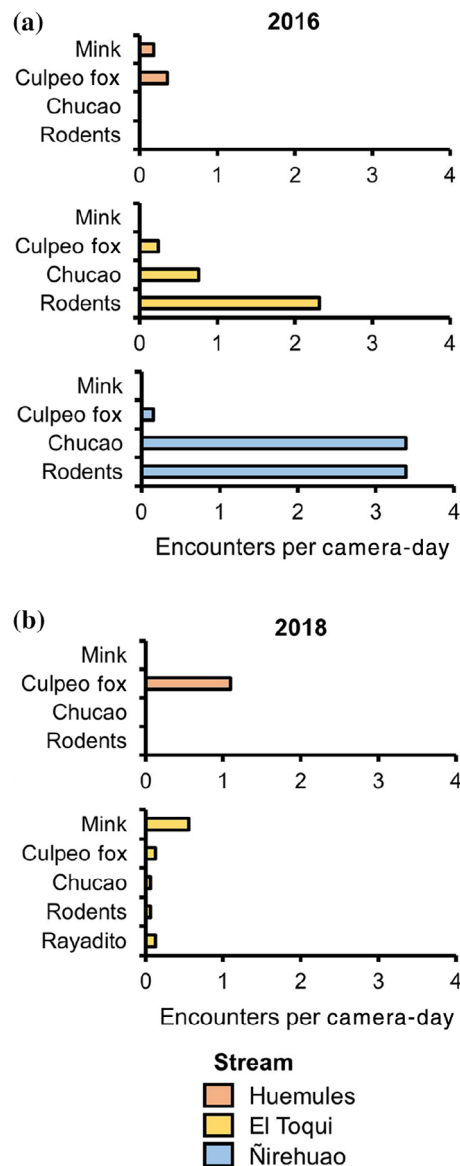 (a)
2016
Mink
Culpeo fox
Chucao
Rodents
0 1 2 3 4
Mink
Culpeo fox
Chucao
Rodents
0 1 2 3 4
Mink
Culpeo fox
Chucao
Rodents
0 1 2 3 4
Encounters per camera-day
(b)
2018
Mink
Culpeo fox
Chucao
Rodents
0 1 2 3 4
Mink
Culpeo fox
Chucao
Rodents
Rayadito
0 1 2 3 4
Encounters per camera-day
Stream
Huemules
El Toqui
Ñirehuao